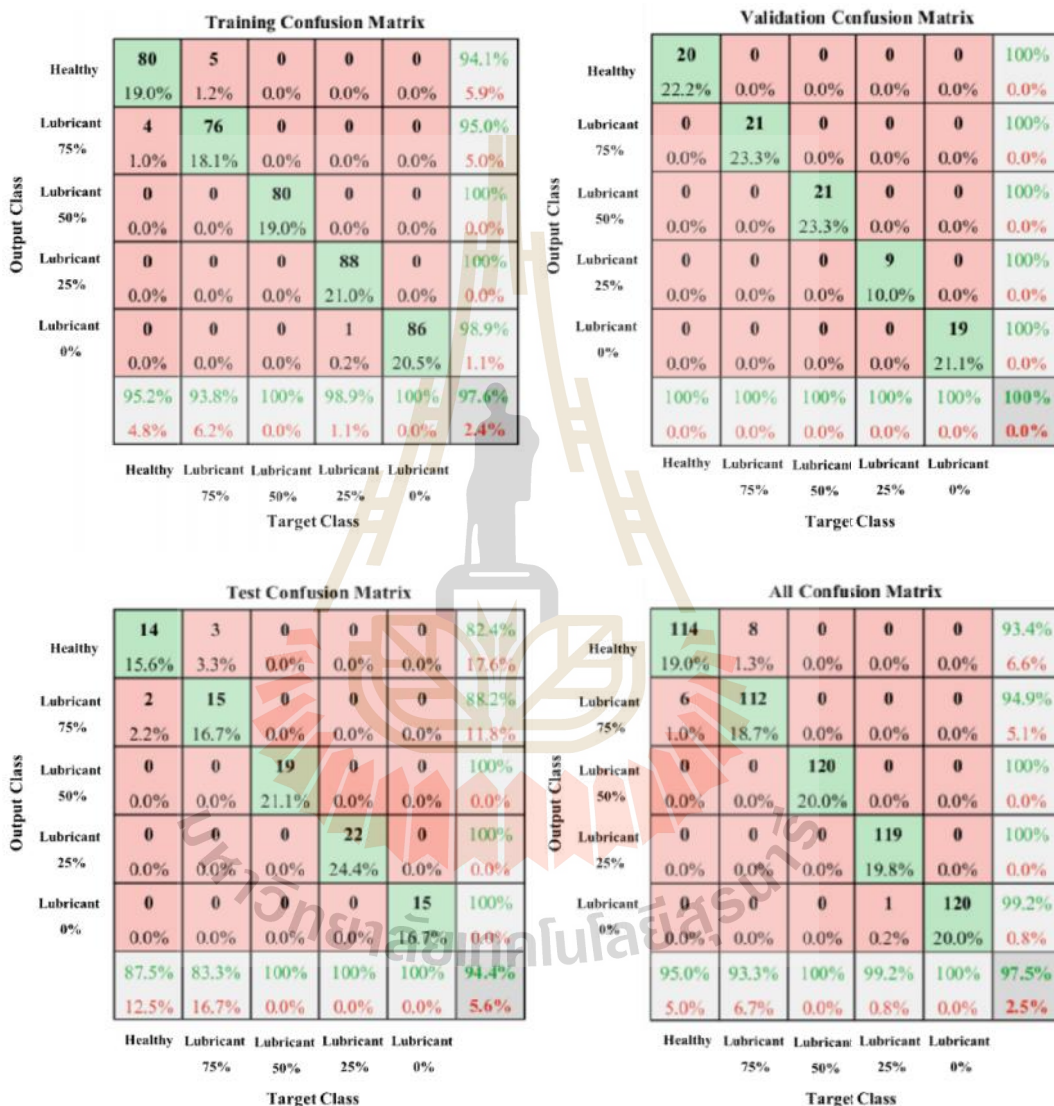 Training Confusion Matrix
Output Class
Healthy 80 5 0 0 0 94.1%
19.0% 1.2% 0.0% 0.0% 0.0% 5.9%
Lubricant 4 76 0 0 0 95.0%
75% 1.0% 18.1% 0.0% 0.0% 0.0% 5.0%
Lubricant 0 0 80 0 0 100%
50% 0.0% 0.0% 19.0% 0.0% 0.0% 0.0%
Lubricant 0 0 0 88 0 100%
25% 0.0% 0.0% 0.0% 21.0% 0.0% 0.0%
Lubricant 0 0 0 1 86 98.9%
0% 0.0% 0.0% 0.0% 0.2% 20.5% 1.1%
95.2% 93.8% 100% 98.9% 100% 97.6%
4.8% 6.2% 0.0% 1.1% 0.0% 2.4%
Healthy Lubricant Lubricant Lubricant Lubricant
75% 50% 25% 0%
Target Class
Validation Confusion Matrix
Output Class
Healthy 20 0 0 0 0 100%
22.2% 0.0% 0.0% 0.0% 0.0% 0.0%
Lubricant 0 21 0 0 0 100%
75% 0.0% 23.3% 0.0% 0.0% 0.0% 0.0%
Lubricant 0 0 21 0 0 100%
50% 0.0% 0.0% 23.3% 0.0% 0.0% 0.0%
Lubricant 0 0 0 9 0 100%
25% 0.0% 0.0% 0.0% 10.0% 0.0% 0.0%
Lubricant 0 0 0 0 19 100%
0% 0.0% 0.0% 0.0% 0.0% 21.1% 0.0%
100% 100% 100% 100% 100% 100%
0.0% 0.0% 0.0% 0.0% 0.0% 0.0%
Healthy Lubricant Lubricant Lubricant Lubricant
75% 50% 25% 0%
Target Class
Test Confusion Matrix
Output Class
Healthy 14 3 0 0 0 82.4%
15.6% 3.3% 0.0% 0.0% 0.0% 17.6%
Lubricant 2 15 0 0 0 88.2%
75% 2.2% 16.7% 0.0% 0.0% 0.0% 11.8%
Lubricant 0 0 19 0 0 100%
50% 0.0% 0.0% 21.1% 0.0% 0.0% 0.0%
Lubricant 0 0 0 22 0 100%
25% 0.0% 0.0% 0.0% 24.4% 0.0% 0.0%
Lubricant 0 0 0 0 15 100%
0% 0.0% 0.0% 0.0% 0.0% 16.7% 0.0%
87.5% 83.3% 100% 100% 100% 94.4%
12.5% 16.7% 0.0% 0.0% 0.0% 5.6%
Healthy Lubricant Lubricant Lubricant Lubricant
75% 50% 25% 0%
Target Class
All Confusion Matrix
Output Class
Healthy 114 8 0 0 0 93.4%
19.0% 1.3% 0.0% 0.0% 0.0% 6.6%
Lubricant 6 112 0 0 0 94.9%
75% 1.0% 18.7% 0.0% 0.0% 0.0% 5.1%
Lubricant 0 0 120 0 0 100%
50% 0.0% 0.0% 20.0% 0.0% 0.0% 0.0%
Lubricant 0 0 0 119 0 100%
25% 0.0% 0.0% 0.0% 19.8% 0.0% 0.0%
Lubricant 0 0 0 1 120 99.2%
0% 0.0% 0.0% 0.0% 0.2% 20.0% 0.8%
95.0% 93.3% 100% 99.2% 100% 97.5%
5.0% 6.7% 0.0% 0.8% 0.0% 2.5%
Healthy Lubricant Lubricant Lubricant Lubricant
75% 50% 25% 0%
Target Class
มหาวิทยาลัยเทคโนโลยีสุรนารี